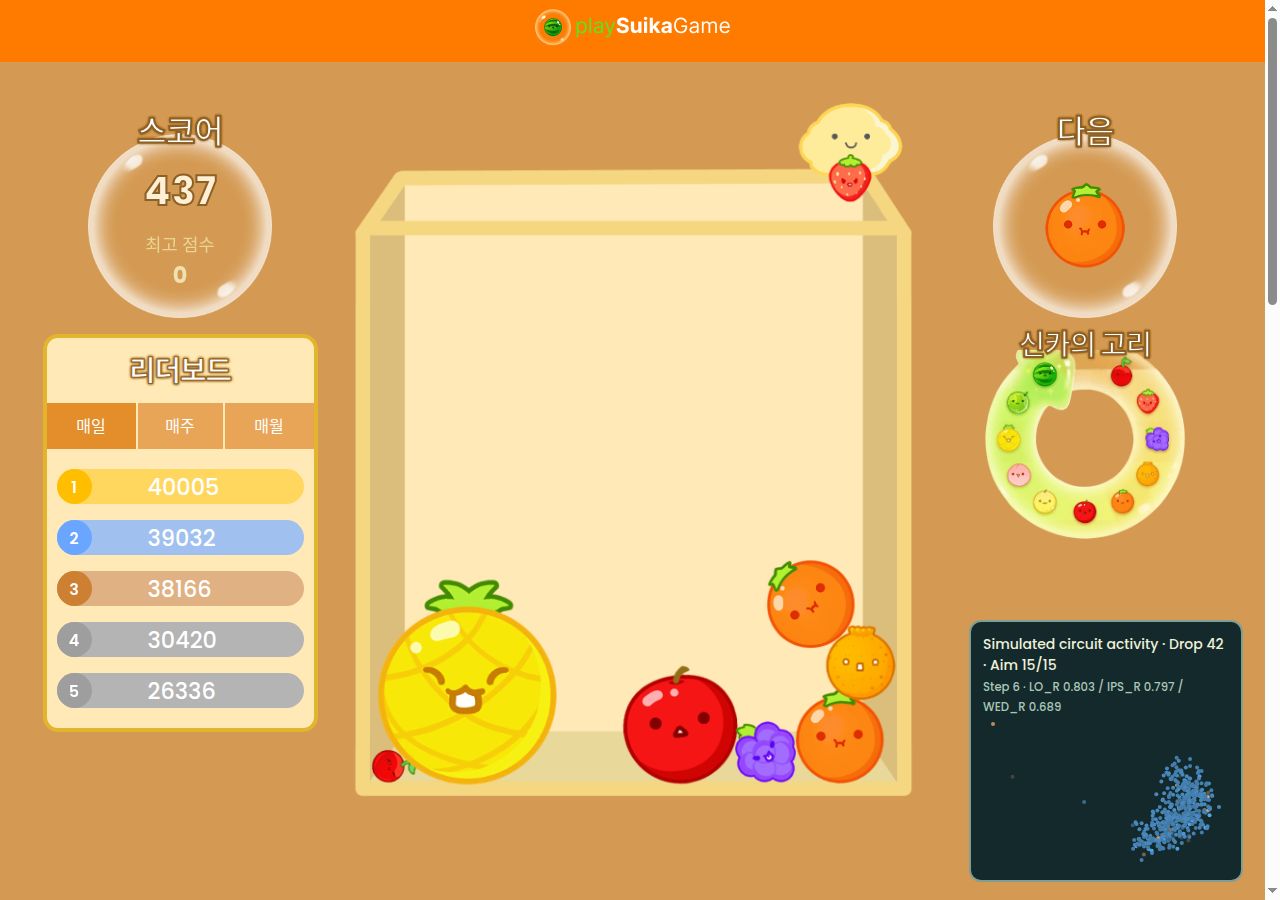 playSuikaGame
스코어
437
최고 점수
0
다음
신카의 고리
리더보드
매일 매주 매월
1 40005
2 39032
3 38166
4 30420
5 26336
Simulated circuit activity · Drop 42
· Aim 15/15
Step 6 · LO_R 0.803 / IPS_R 0.797 /
WED_R 0.689